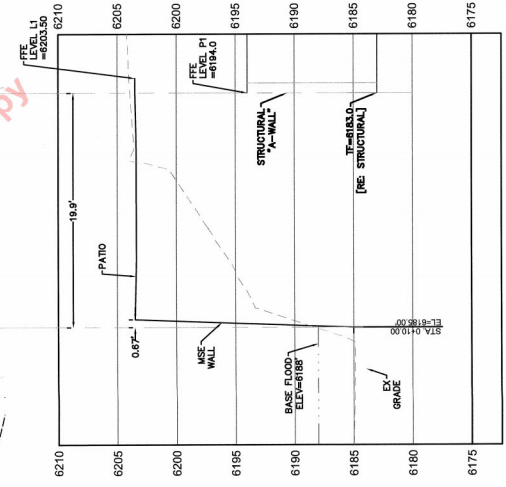 6210
6205
6200
6195
6190
6185
6180
6175
FFE
LEVEL L1
=6203.50
FFE
LEVEL P1
=6194.0
STRUCTURAL
"A-WALL"
TF=6183.0
[RE: STRUCTURAL]
19.9'
PATIO
0.67'
MSE
WALL
BASE FLOOD
ELEV=6188'
EX
GRADE
STA. 0+10.00
EL=6185.00'
6210
6205
6200
6195
6190
6185
6180
6175